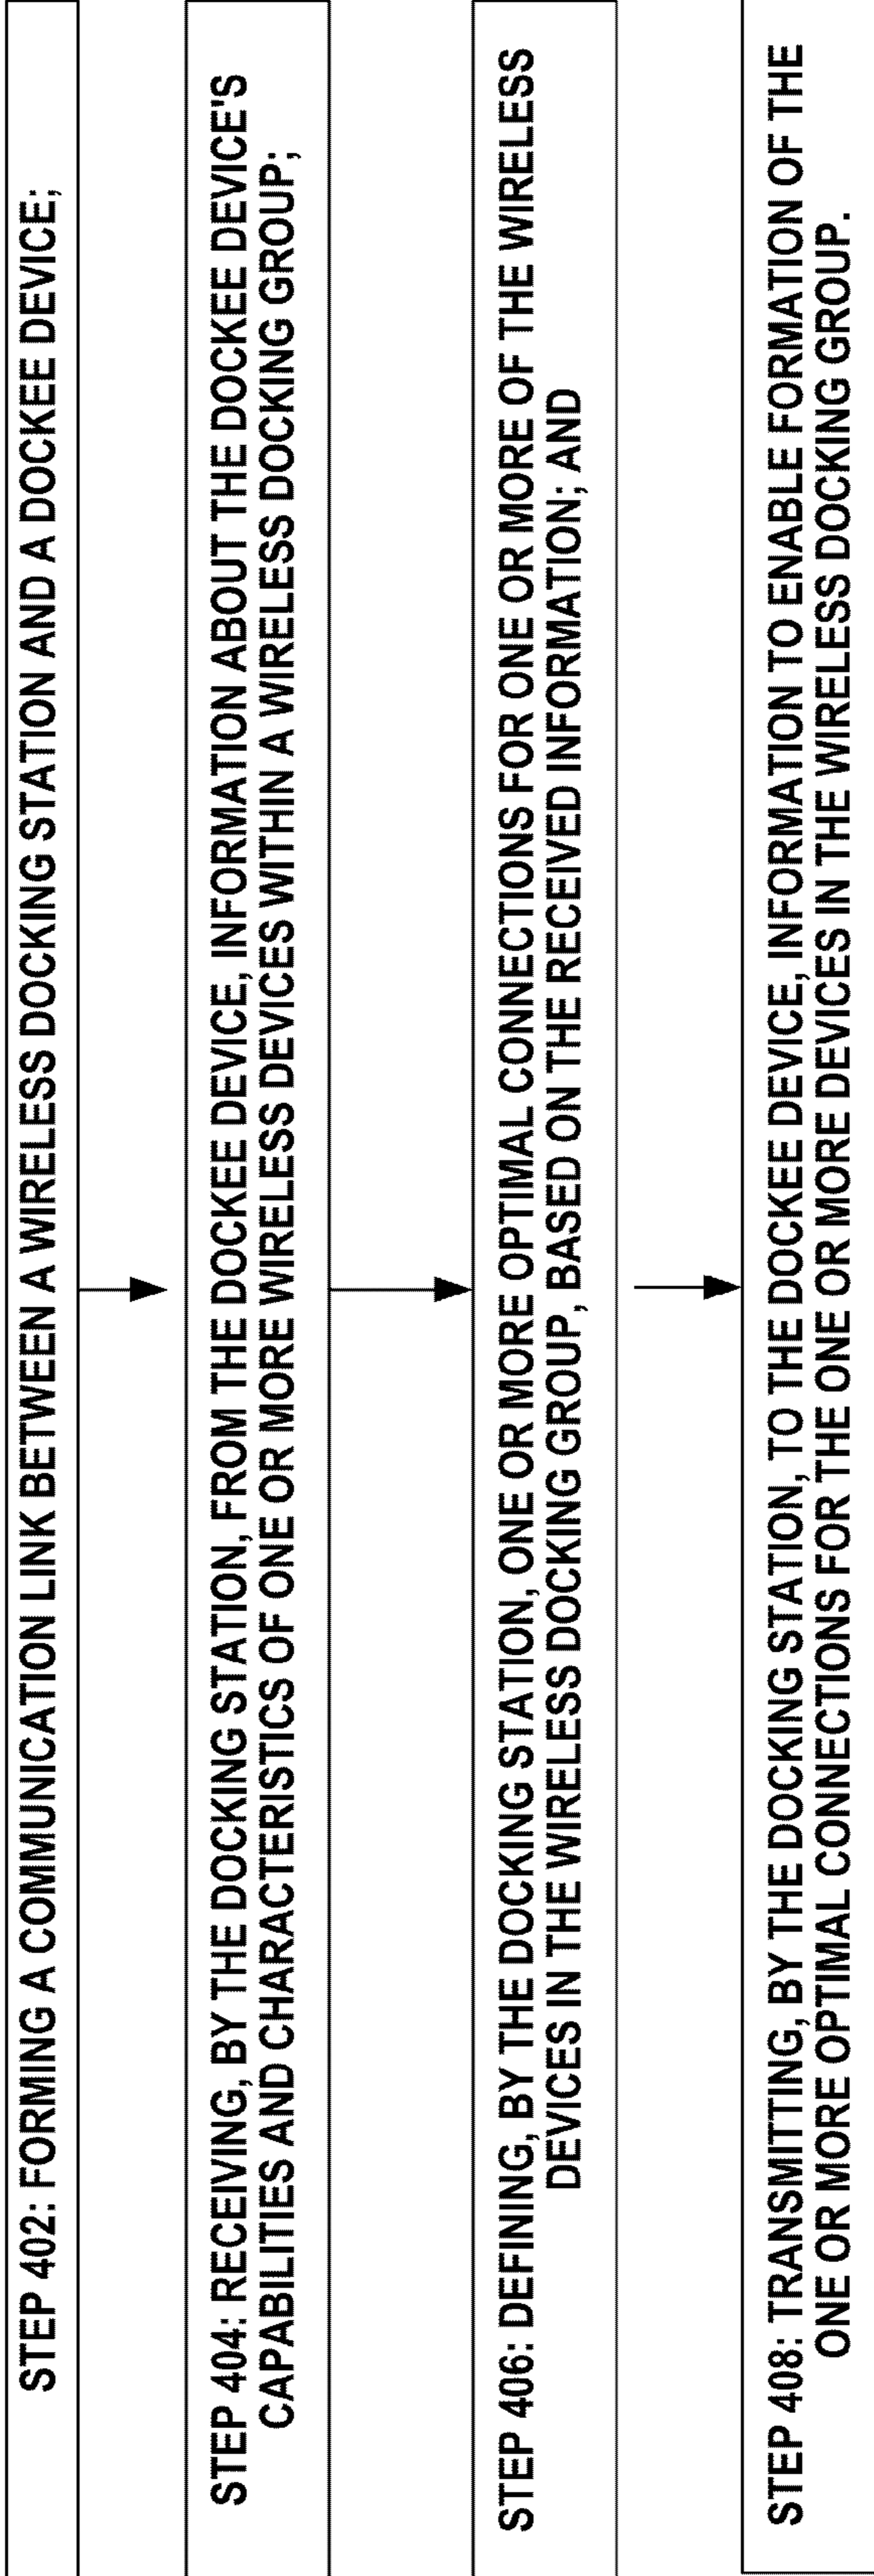 STEP 402: FORMING A COMMUNICATION LINK BETWEEN A WIRELESS DOCKING STATION AND A DOCKEE DEVICE;
STEP 404: RECEIVING, BY THE DOCKING STATION, FROM THE DOCKEE DEVICE, INFORMATION ABOUT THE DOCKEE DEVICE'S
CAPABILITIES AND CHARACTERISTICS OF ONE OR MORE WIRELESS DEVICES WITHIN A WIRELESS DOCKING GROUP;
STEP 406: DEFINING, BY THE DOCKING STATION, ONE OR MORE OPTIMAL CONNECTIONS FOR ONE OR MORE OF THE WIRELESS
DEVICES IN THE WIRELESS DOCKING GROUP, BASED ON THE RECEIVED INFORMATION; AND
STEP 408: TRANSMITTING, BY THE DOCKING STATION, TO THE DOCKEE DEVICE, INFORMATION TO ENABLE FORMATION OF THE
ONE OR MORE OPTIMAL CONNECTIONS FOR THE ONE OR MORE DEVICES IN THE WIRELESS DOCKING GROUP.